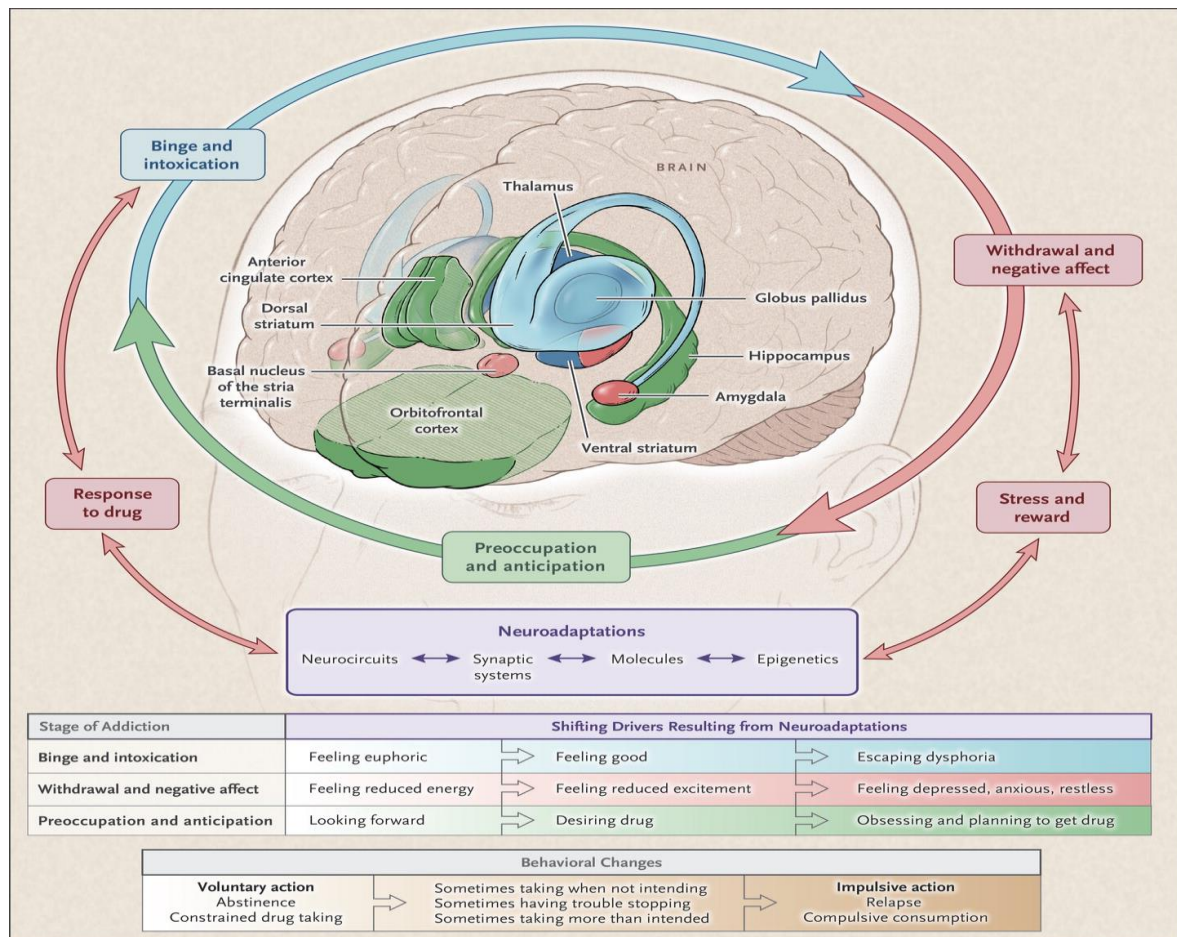 BRAIN
Binge and
intoxication
Thalamus
Withdrawal and
negative affect
Anterior
cingulate cortex
Globus pallidus
Dorsal
striatum
Hippocampus
Basal nucleus
of the stria
terminalis
Amygdala
Orbitofrontal
cortex
Ventral striatum
Response
to drug
Stress and
reward
Preoccupation
and anticipation
Neuroadaptations
Neurocircuits
Synaptic
systems
Molecules
Epigenetics
Stage of Addiction
Shifting Drivers Resulting from Neuroadaptations
Binge and intoxication
Feeling euphoric
Feeling good
Escaping dysphoria
Withdrawal and negative affect
Feeling reduced energy
Feeling reduced excitement
Feeling depressed, anxious, restless
Preoccupation and anticipation
Looking forward
Desiring drug
Obsessing and planning to get drug
Behavioral Changes
Voluntary action
Abstinence
Constrained drug taking
Sometimes taking when not intending
Sometimes having trouble stopping
Sometimes taking more than intended
Impulsive action
Relapse
Compulsive consumption